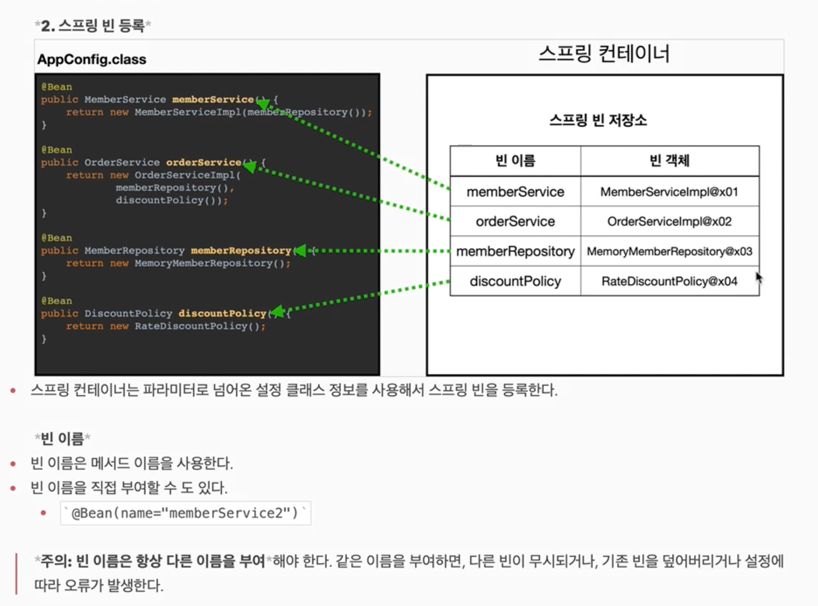 *2. 스프링 빈 등록*
AppConfig.class
스프링 컨테이너
@Bean
public MemberService memberService() {
return new MemberServiceImpl(memberRepository());
}
@Bean
public OrderService orderService() {
return new OrderServiceImpl(
memberRepository(),
discountPolicy());
}
@Bean
public MemberRepository memberRepository() {
return new MemoryMemberRepository();
}
@Bean
public DiscountPolicy discountPolicy() {
return new RateDiscountPolicy();
}
스프링 빈 저장소
빈 이름 빈 객체
memberService MemberServiceImpl@x01
orderService OrderServiceImpl@x02
memberRepository MemoryMemberRepository@x03
discountPolicy RateDiscountPolicy@x04
• 스프링 컨테이너는 파라미터로 넘어온 설정 클래스 정보를 사용해서 스프링 빈을 등록한다.
*빈 이름*
• 빈 이름은 메서드 이름을 사용한다.
• 빈 이름을 직접 부여할 수 도 있다.
• `@Bean(name="memberService2")`
*주의: 빈 이름은 항상 다른 이름을 부여*해야 한다. 같은 이름을 부여하면, 다른 빈이 무시되거나, 기존 빈을 덮어버리거나 설정에
따라 오류가 발생한다.